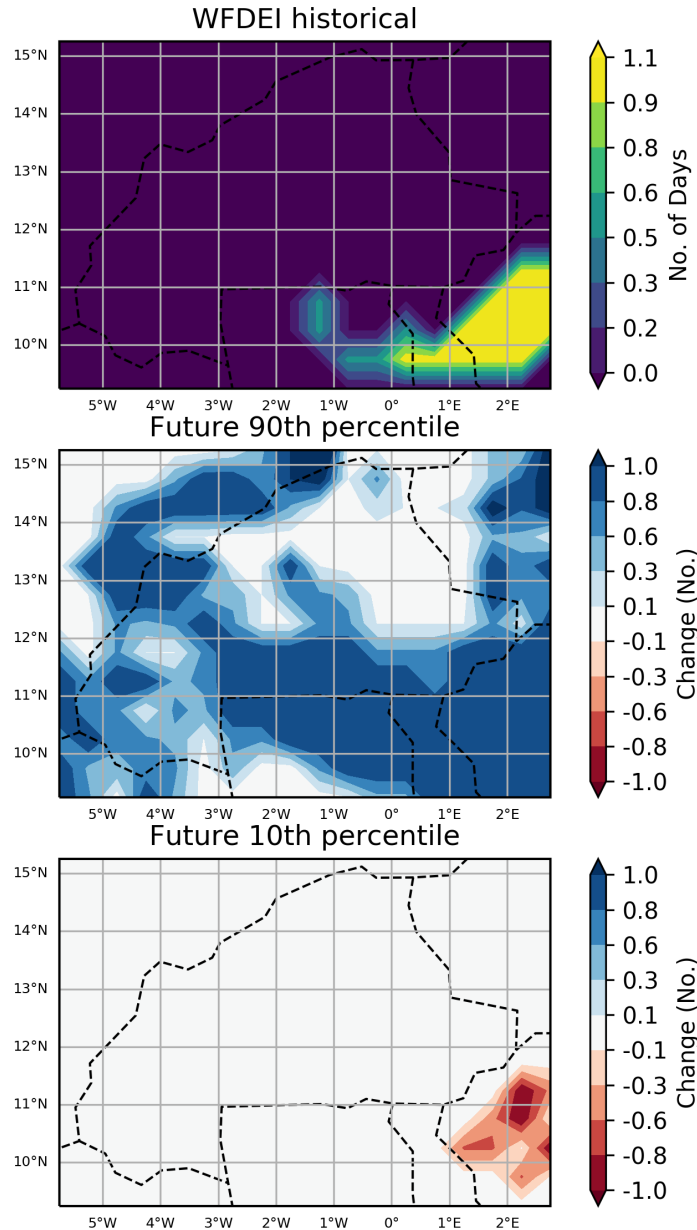 WFDEI historical
15°N
14°N
13°N
12°N
11°N
10°N
5°W 4°W 3°W 2°W 1°W 0° 1°E 2°E
1.1
0.9
0.8
0.6
0.5
0.3
0.2
0.0
No. of Days
Future 90th percentile
15°N
14°N
13°N
12°N
11°N
10°N
5°W 4°W 3°W 2°W 1°W 0° 1°E 2°E
1.0
0.8
0.6
0.3
0.1
-0.1
-0.3
-0.6
-0.8
-1.0
Change (No.)
Future 10th percentile
15°N
14°N
13°N
12°N
11°N
10°N
5°W 4°W 3°W 2°W 1°W 0° 1°E 2°E
1.0
0.8
0.6
0.3
0.1
-0.1
-0.3
-0.6
-0.8
-1.0
Change (No.)